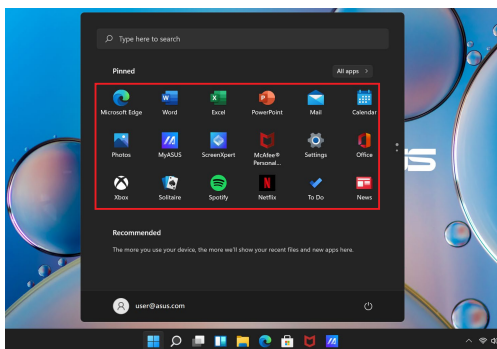 Type here to search
Pinned
All apps >
Microsoft Edge Word Excel PowerPoint Mail Calendar
Photos MyASUS ScreenXpert McAfee® Personal... Settings Office
Xbox Solitaire Spotify Netflix To Do News
Recommended
The more you use your device, the more we'll show your recent files and new apps here.
user@asus.com